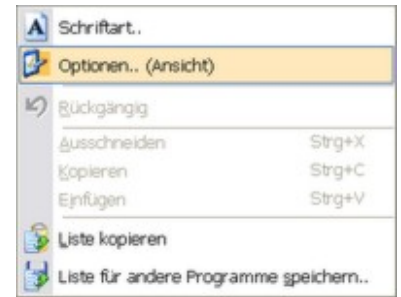 Schriftart..
Optionen.. (Ansicht)
Rückgängig
Ausschneiden Strg+X
Kopieren Strg+C
Einfügen Strg+V
Liste kopieren
Liste für andere Programme speichern..